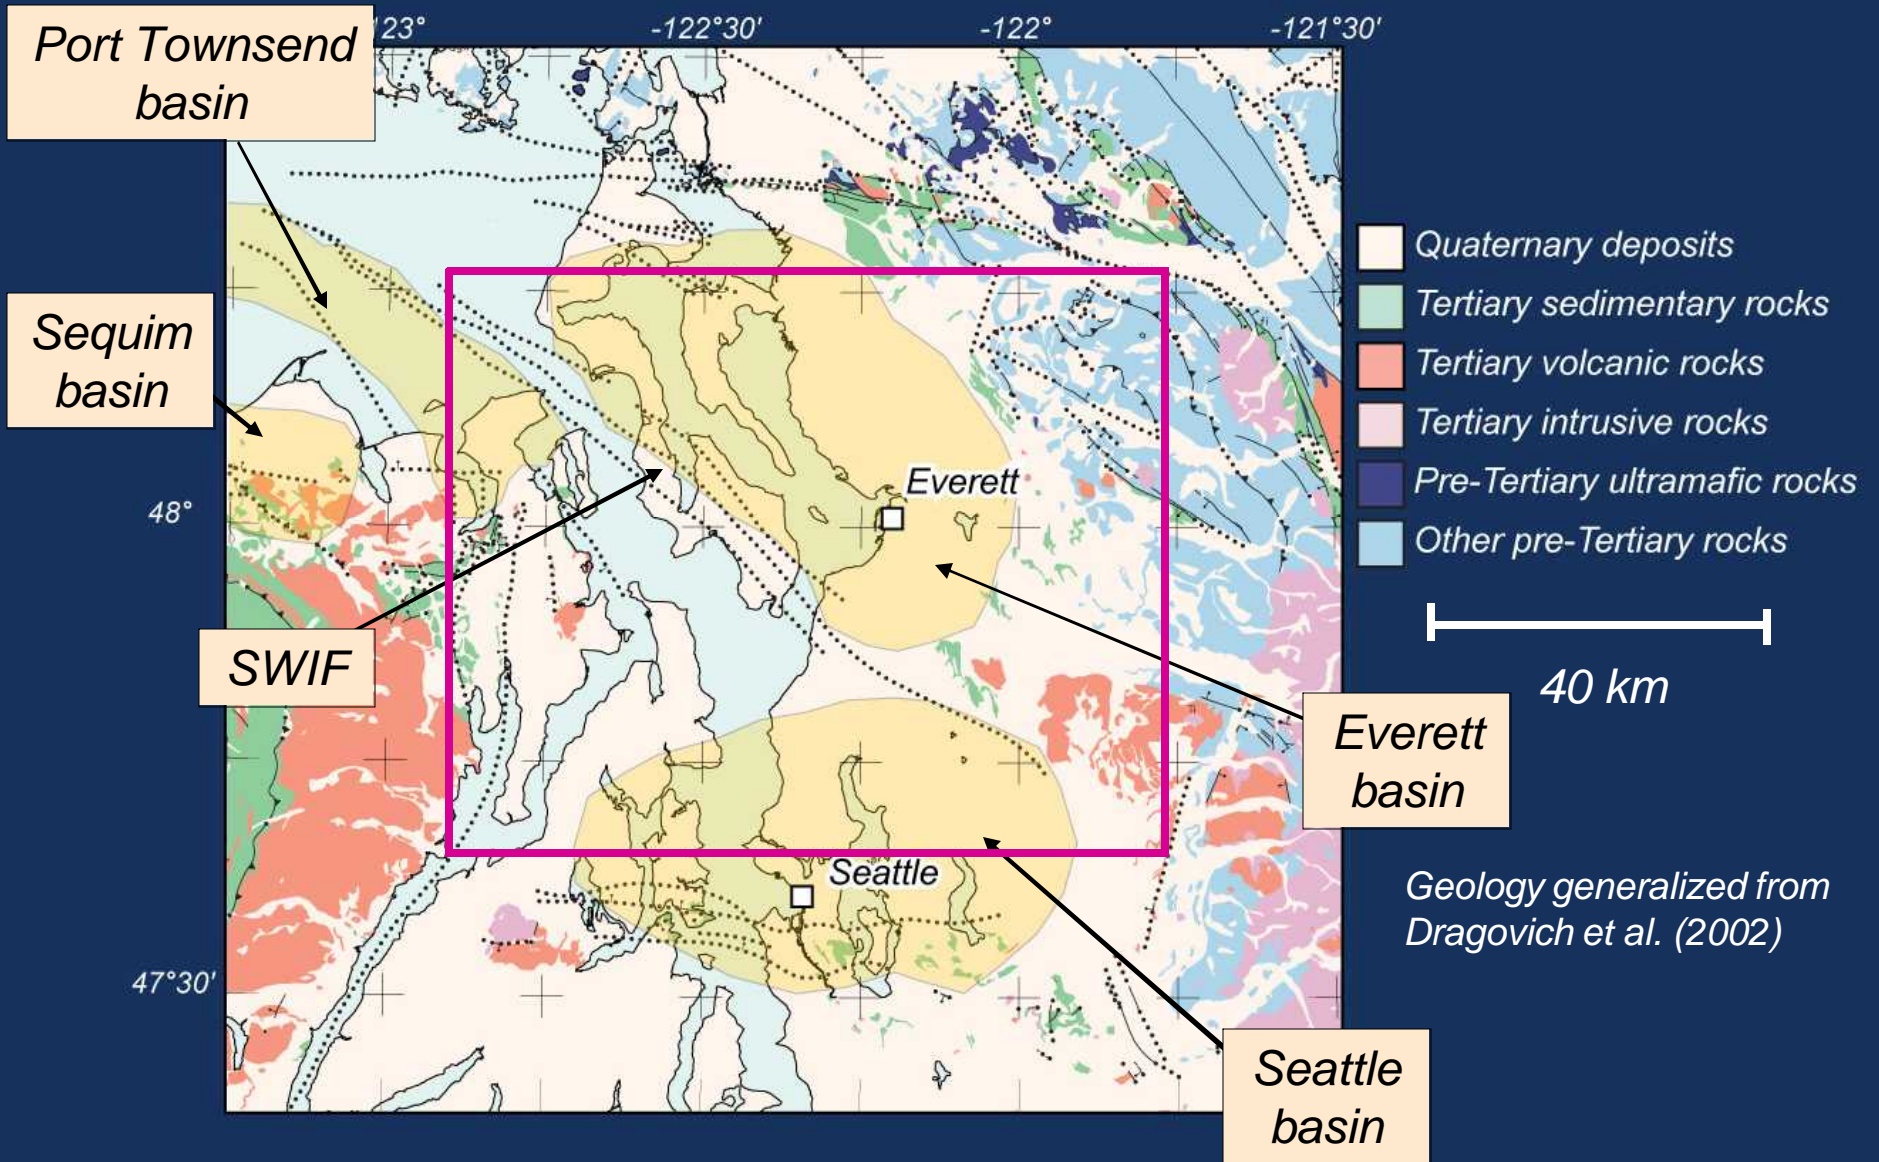 Port Townsend
basin
23°
-122°30'
-122°
-121°30'
Sequim
basin
Quaternary deposits
Tertiary sedimentary rocks
Tertiary volcanic rocks
Tertiary intrusive rocks
Pre-Tertiary ultramafic rocks
Other pre-Tertiary rocks
Everett
48°
40 km
SWIF
Everett
basin
Seattle
Geology generalized from
Dragovich et al. (2002)
47°30'
Seattle
basin